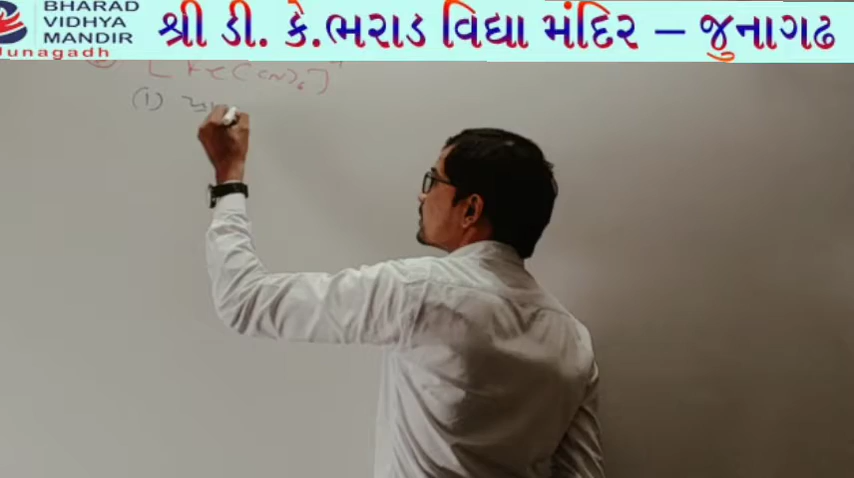 BHARAD
VIDHYA
MANDIR
Junagadh
શ્રી ડી. કે.ભરાડ વિદ્યા મંદિર – જુનાગઢ
[Fe(CN)6]
(1)